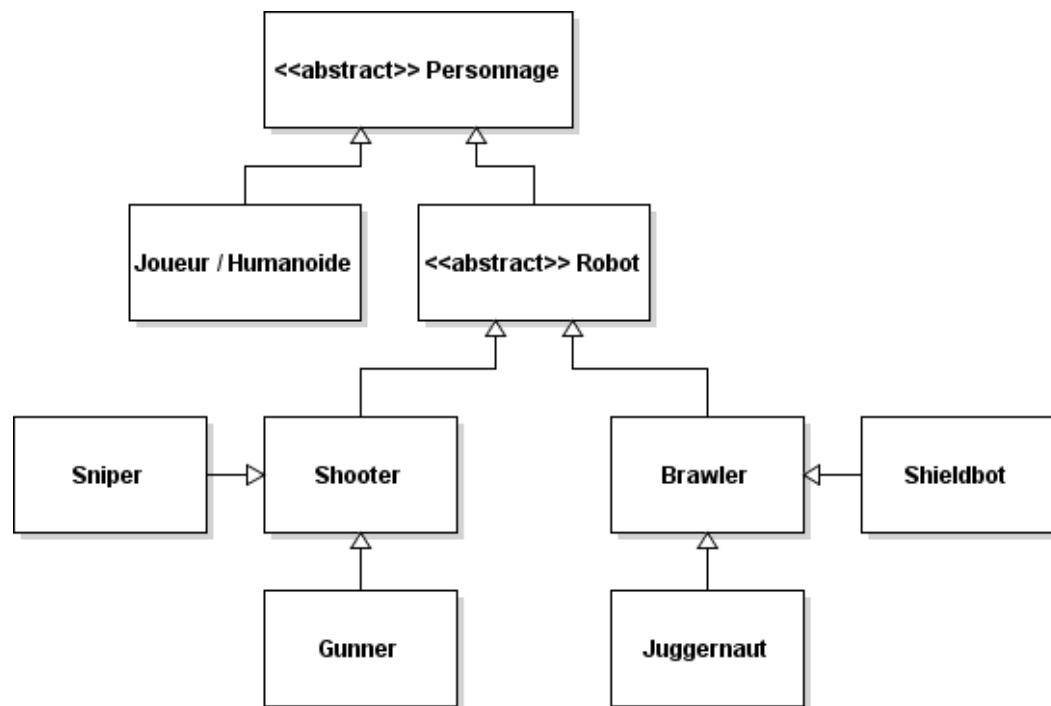 <<abstract>> Personnage
Joueur / Humanoide
<<abstract>> Robot
Sniper
Shooter
Brawler
Shieldbot
Gunner
Juggernaut